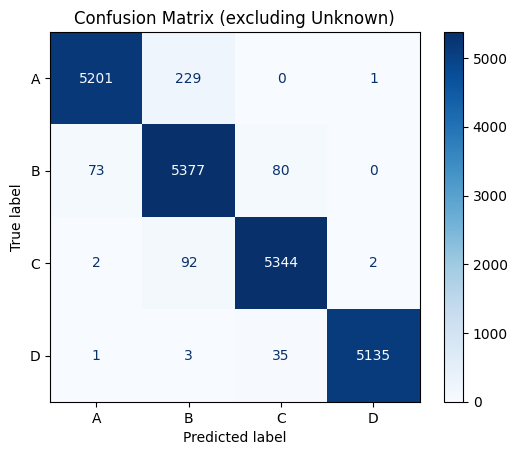 Confusion Matrix (excluding Unknown)
A 5201 229 0 1
B 73 5377 80 0
C 2 92 5344 2
D 1 3 35 5135
A B C D
Predicted label
True label
5000
4000
3000
2000
1000
0